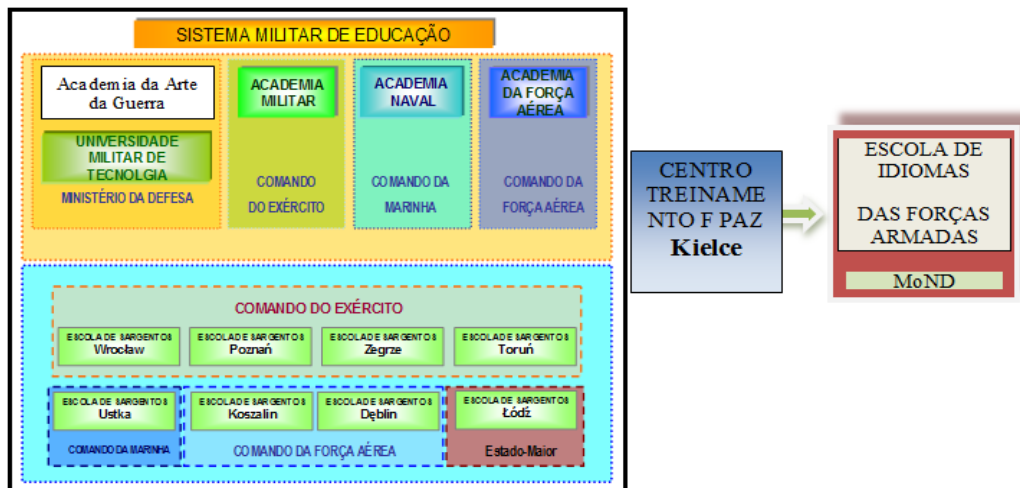 SISTEMA MILITAR DE EDUCAÇÃO
Academia da Arte
da Guerra
UNIVERSIDADE
MILITAR DE
TECNOLGIA
MINISTÉRIO DA DEFESA
ACADEMIA
MILITAR
COMANDO
DO EXÉRCITO
ACADEMIA
NAVAL
COMANDO DA
MARINHA
ACADEMIA
DA FORÇA
AÉREA
COMANDO DA
FORÇA AÉREA
CENTRO
TREINAME
NTO F PAZ
Kielce
ESCOLA DE
IDIOMAS
DAS FORÇAS
ARMADAS
MoND
COMANDO DO EXÉRCITO
ESCOLA DE SARGENTOS
Wrocław
ESCOLA DE SARGENTOS
Poznań
ESCOLA DE SARGENTOS
Zegrze
ESCOLA DE SARGENTOS
Toruń
ESCOLA DE SARGENTOS
Ustka
COMANDO DA MARINHA
ESCOLA DE SARGENTOS
Koszalin
ESCOLA DE SARGENTOS
Dęblin
COMANDO DA FORÇA AÉREA
ESCOLA DE SARGENTOS
Łódź
Estado-Maior